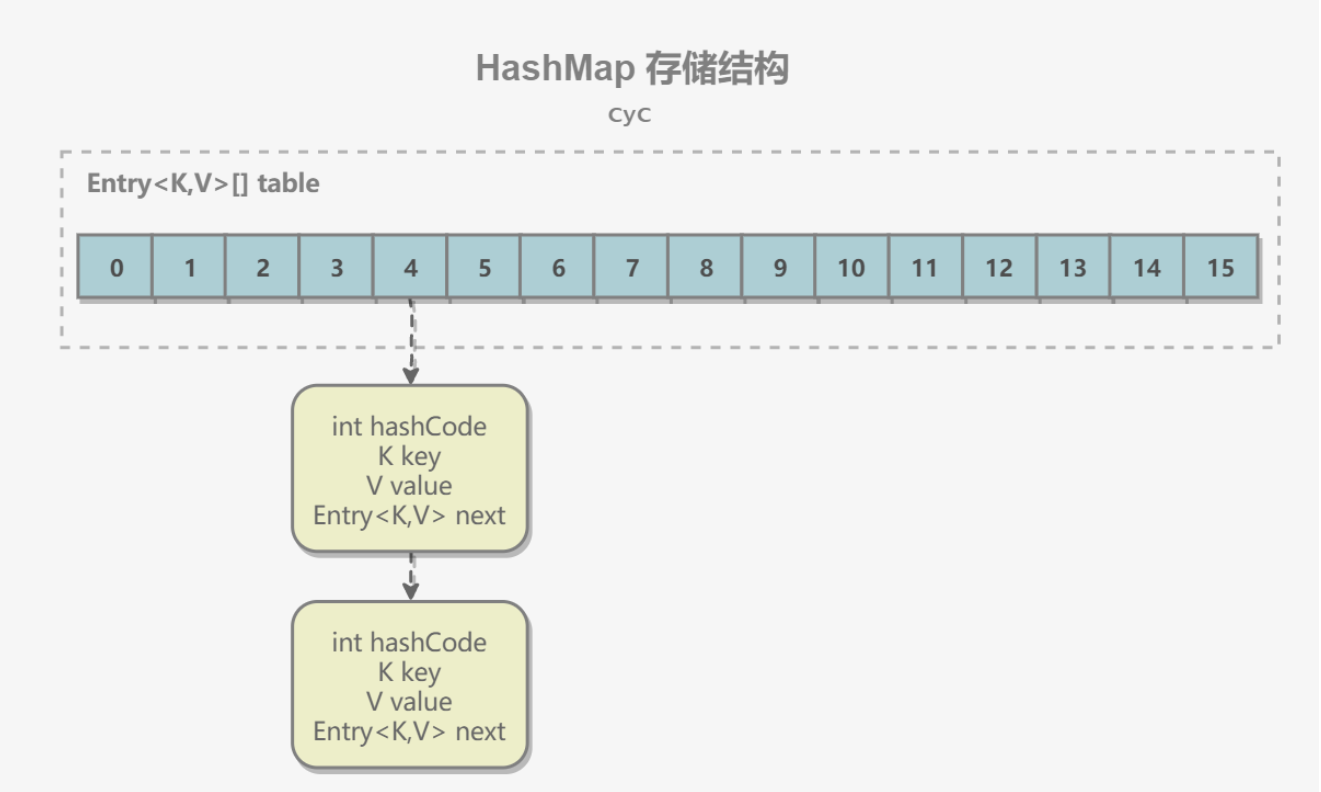 HashMap 存储结构
CyC
Entry<K,V>[] table
0 1 2 3 4 5 6 7 8 9 10 11 12 13 14 15
int hashCode
K key
V value
Entry<K,V> next
int hashCode
K key
V value
Entry<K,V> next